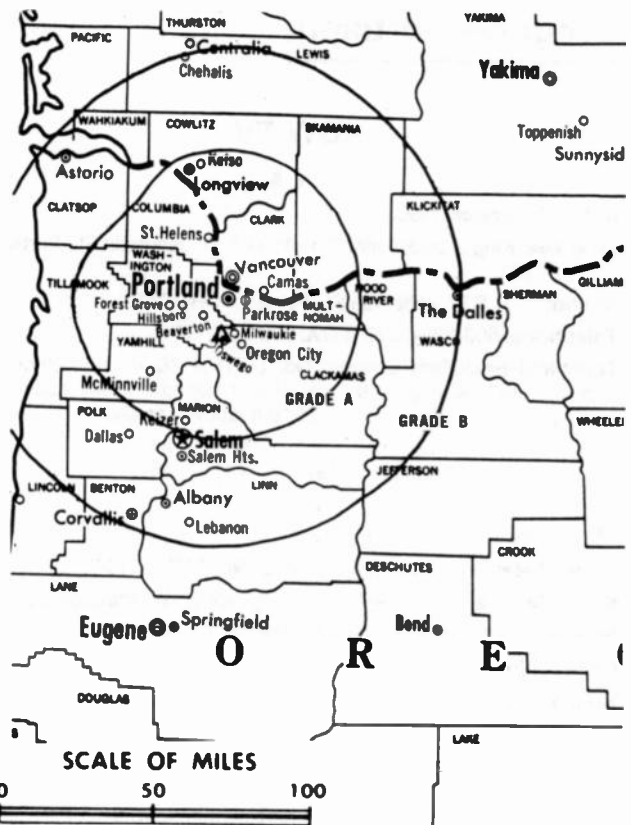 THURSTON
YAKIMA
PACIFIC
Centralia
LEWIS
Chehalis
Yakima
WAHKIAKUM
COWLITZ
SKAMANIA
Toppenish
Sunnysid
Kelso
Astoria
Longview
CLATSOP
COLUMBIA
KLICKITAT
CLARK
St. Helens
WASH-
INGTON
Vancouver
TILLAMOOK
Portland
Camas
HOOD
RIVER
SHERMAN
GILLIAM
Forest Grove
Parkrose
MULT-
NOMAH
The Dalles
Hillsboro
Beaverton
Milwaukie
WASCO
YAMHILL
Oswego
Oregon City
McMinnville
CLACKAMAS
MARION
GRADE A
POLK
Keizer
GRADE B
WHEELE
Dallas
Salem
Salem Hts.
JEFFERSON
LINCOLN
BENTON
LINN
Albany
Corvallis
Lebanon
CROOK
LANE
DESCHUTES
Eugene
Springfield
Bend
O R E
DOUGLAS
S
LAKE
SCALE OF MILES
0 50 100